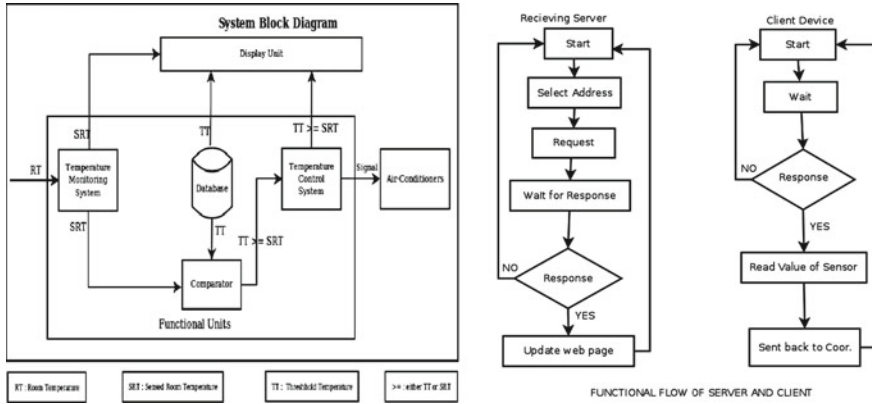 System Block Diagram
Display Unit
SRT
TT
TT >= SRT
RT
Temperature
Monitoring
System
Database
Temperature
Control
System
Signal
Air-Conditioners
SRT
TT
TT >= SRT
Comparator
Functional Units
RT : Room Temperature
SRT : Sensed Room Temperature
TT : Threshhold Temperature
>= : either TT or SRT
Recieving Server
Start
Select Address
Request
Wait for Response
NO
Response
YES
Update web page
Client Device
Start
Wait
NO
Response
YES
Read Value of Sensor
Sent back to Coor.
FUNCTIONAL FLOW OF SERVER AND CLIENT